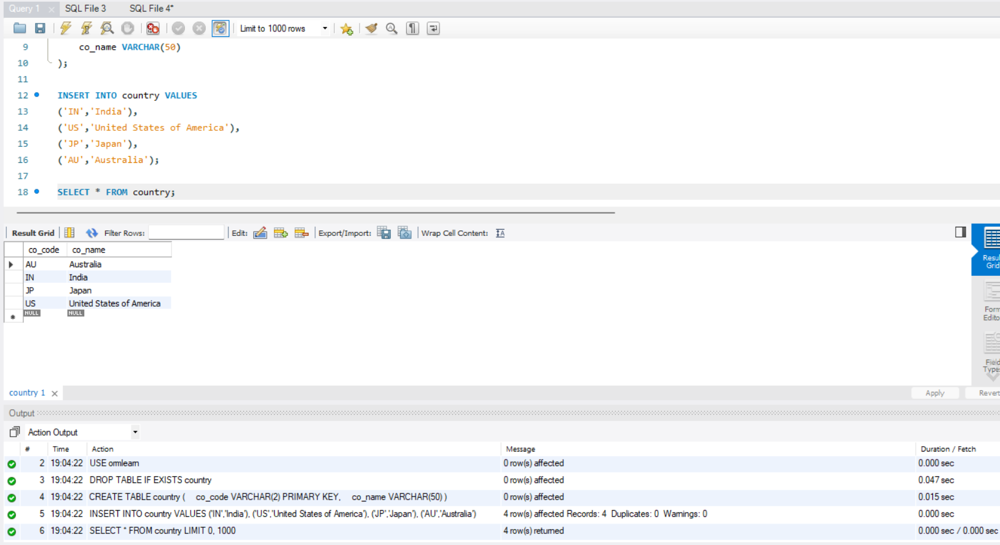 Query 1 SQL File 3 SQL File 4*
Limit to 1000 rows
9 co_name VARCHAR(50)
10 );
11
12 INSERT INTO country VALUES
13 ('IN','India'),
14 ('US','United States of America'),
15 ('JP','Japan'),
16 ('AU','Australia');
17
18 SELECT * FROM country;
Result Grid Filter Rows: Edit: Export/Import: Wrap Cell Content:
co_code co_name
AU Australia
IN India
JP Japan
US United States of America
NULL NULL
Result
Grid
Form
Editor
Field
Types
country 1 Apply Revert
Output
Action Output
# Time Action Message Duration / Fetch
2 19:04:22 USE ormlearn 0 row(s) affected 0.000 sec
3 19:04:22 DROP TABLE IF EXISTS country 0 row(s) affected 0.047 sec
4 19:04:22 CREATE TABLE country ( co_code VARCHAR(2) PRIMARY KEY, co_name VARCHAR(50) ) 0 row(s) affected 0.015 sec
5 19:04:22 INSERT INTO country VALUES ('IN','India'), ('US','United States of America'), ('JP','Japan'), ('AU','Australia') 4 row(s) affected Records: 4 Duplicates: 0 Warnings: 0 0.000 sec
6 19:04:22 SELECT * FROM country LIMIT 0, 1000 4 row(s) returned 0.000 sec / 0.000 sec